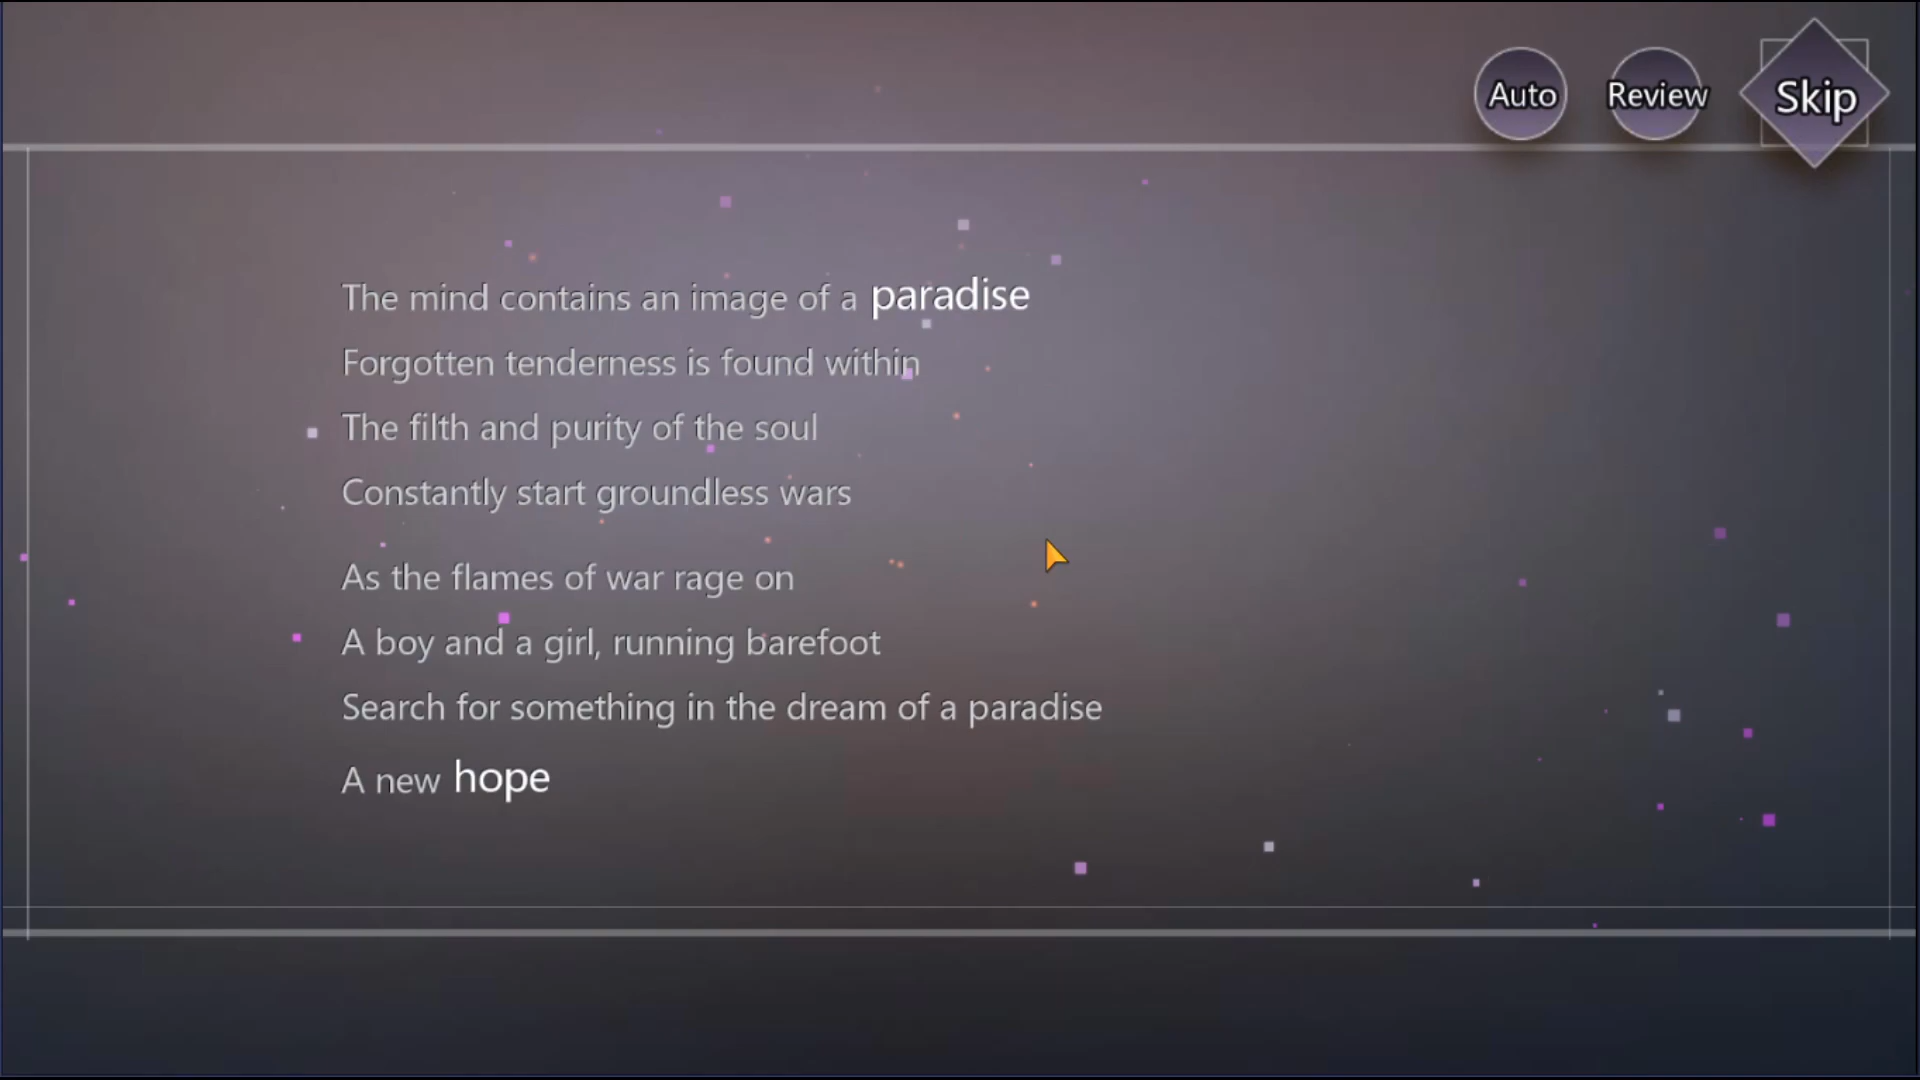 Auto Review Skip
The mind contains an image of a paradise
Forgotten tenderness is found within
The filth and purity of the soul
Constantly start groundless wars
As the flames of war rage on
A boy and a girl, running barefoot
Search for something in the dream of a paradise
A new hope